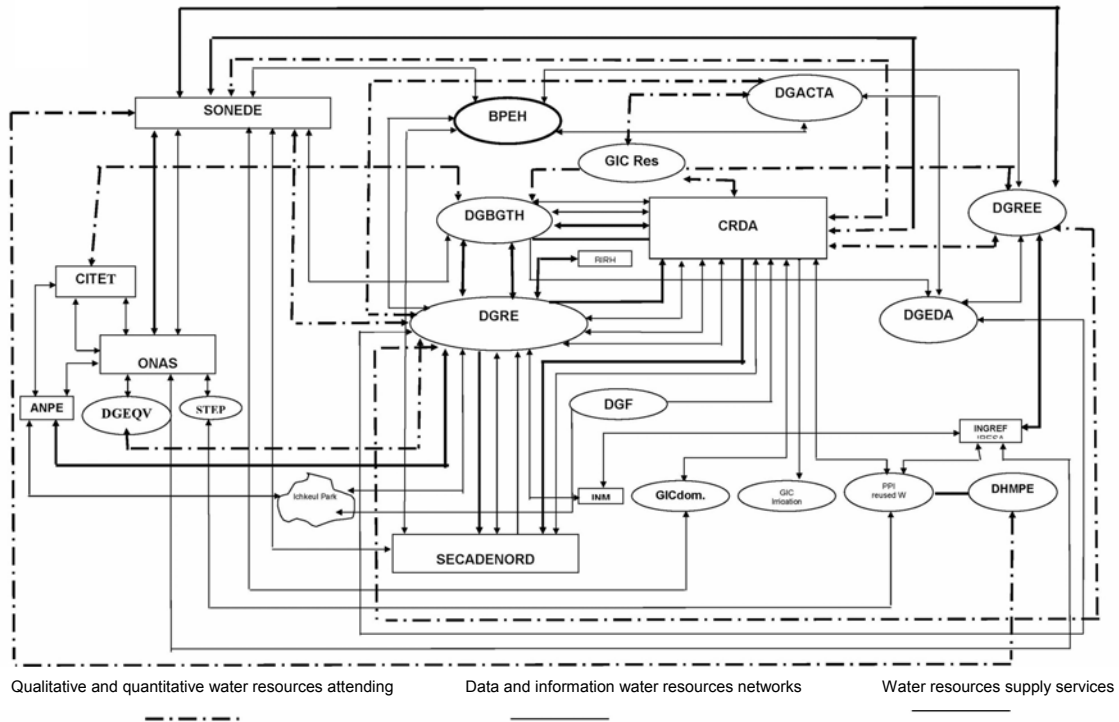 SONEDE
BPEH
DGACTA
GIC Res
DGREE
DGBGTH
CRDA
CITET
DGRE
DGEDA
ONAS
ANPE
DGEQV
STEP
DGF
INGREF
Ichkeul Park
INM
GICdom.
GIC
Irrigation
PPI
reused W
DHMPE
SECADENORD
Qualitative and quantitative water resources attending
Data and information water resources networks
Water resources supply services